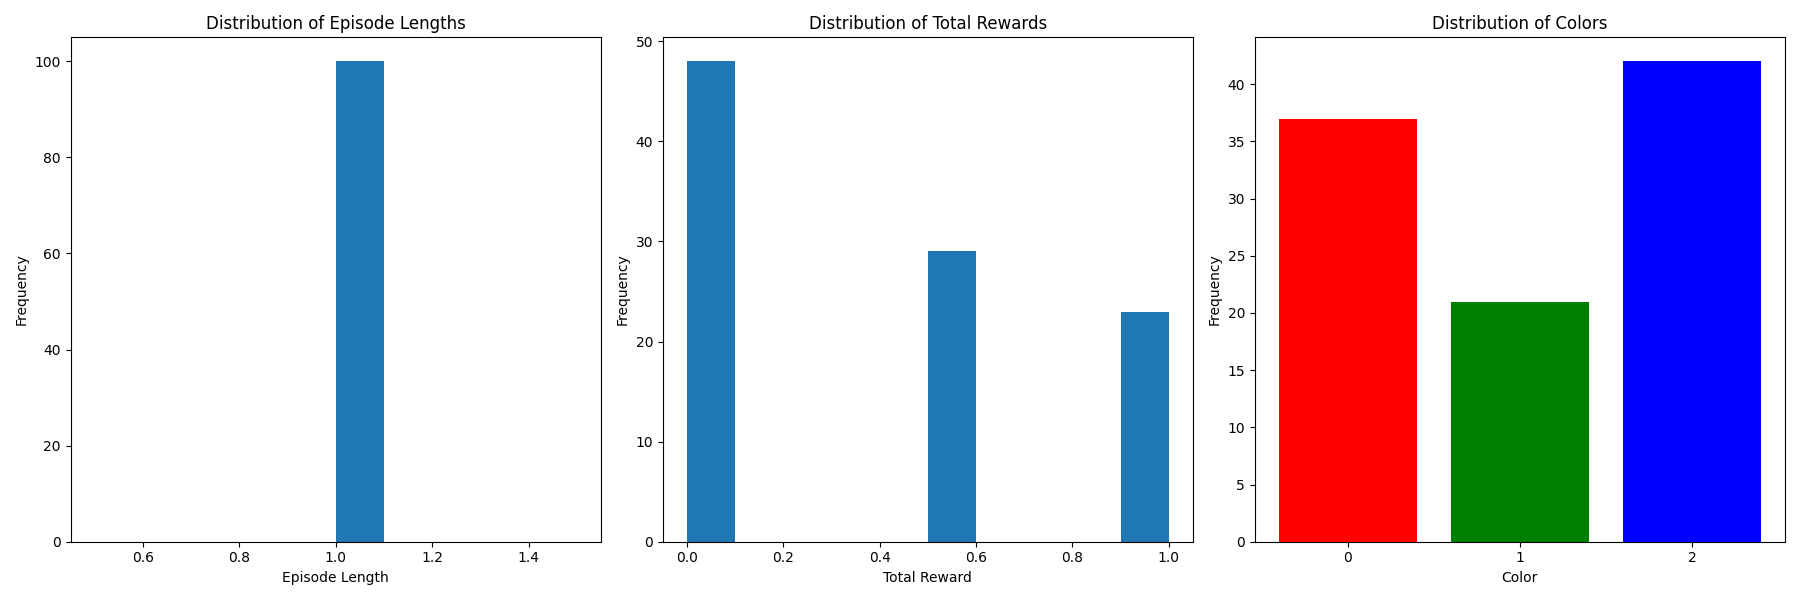 Distribution of Episode Lengths
100
80
60
40
20
0
0.6 0.8 1.0 1.2 1.4
Episode Length
Frequency
Distribution of Total Rewards
50
40
30
20
10
0
0.0 0.2 0.4 0.6 0.8 1.0
Total Reward
Frequency
Distribution of Colors
40
35
30
25
20
15
10
5
0
0 1 2
Color
Frequency